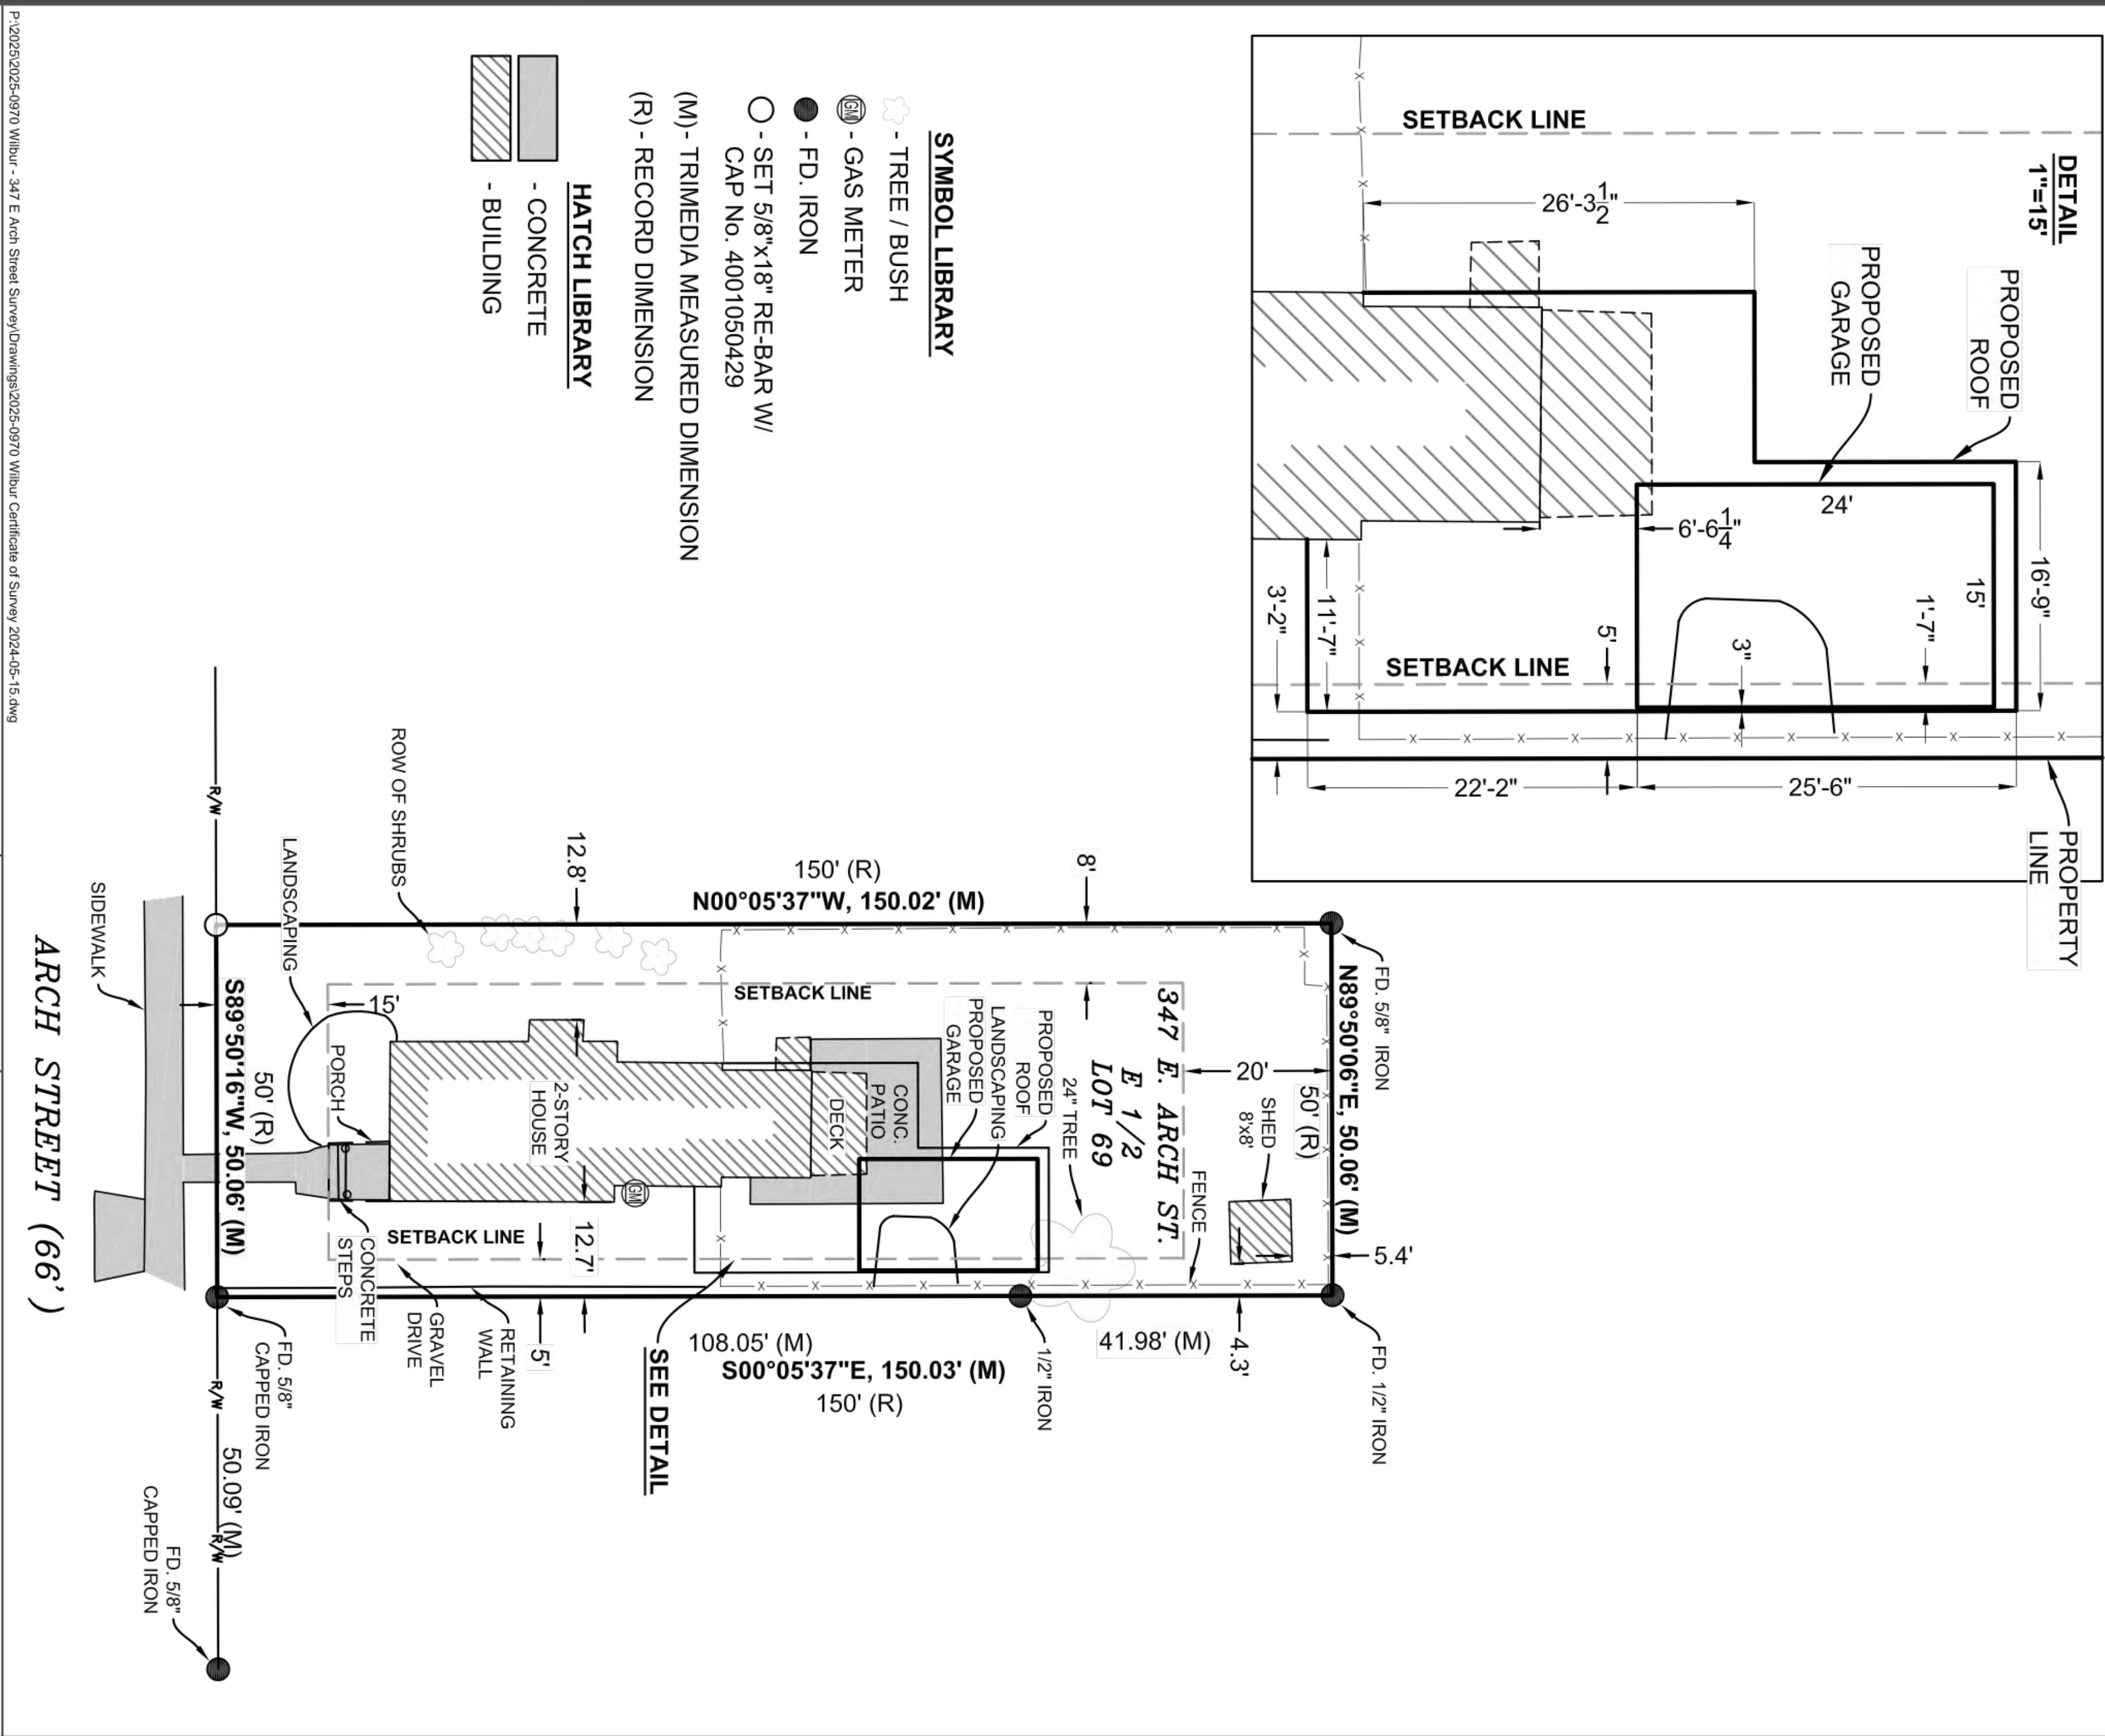 P:\2025\2025-0970 Wilbur - 347 E Arch Street Survey\Drawings\2025-0970 Wilbur Certificate of Survey 2024-05-15.dwg
DETAIL
1"=15'
SETBACK LINE
26'-3 1/2"
PROPOSED
ROOF
PROPOSED
GARAGE
24'
6'-6 1/4"
16'-9"
15'
1'-7"
3"
5'
11'-7"
3'-2"
SETBACK LINE
22'-2"
25'-6"
PROPERTY
LINE
SYMBOL LIBRARY
- TREE / BUSH
GM - GAS METER
- FD. IRON
- SET 5/8"x18" RE-BAR W/
CAP No. 4001050429
(M) - TRIMEDIA MEASURED DIMENSION
(R) - RECORD DIMENSION
HATCH LIBRARY
- CONCRETE
- BUILDING
FD. 5/8" IRON
N89°50'06"E, 50.06' (M)
50' (R)
5.4'
FD. 1/2" IRON
20'
SHED
8'x8'
FENCE
4.3'
41.98' (M)
347 E. ARCH ST.
E 1/2
LOT 69
24" TREE
8'
150' (R)
N00°05'37"W, 150.02' (M)
12.8'
ROW OF SHRUBS
SETBACK LINE
PROPOSED
ROOF
LANDSCAPING
PROPOSED
GARAGE
CONC.
PATIO
DECK
2-STORY
HOUSE
GM
12.7'
SETBACK LINE
1/2" IRON
108.05' (M)
S00°05'37"E, 150.03' (M)
150' (R)
SEE DETAIL
5'
RETAINING
WALL
GRAVEL
DRIVE
CONCRETE
STEPS
PORCH
15'
LANDSCAPING
R/W
S89°50'16"W, 50.06' (M)
50' (R)
FD. 5/8"
CAPPED IRON
R/W
50.09' (M)
R/W
FD. 5/8"
CAPPED IRON
SIDEWALK
ARCH STREET (66')